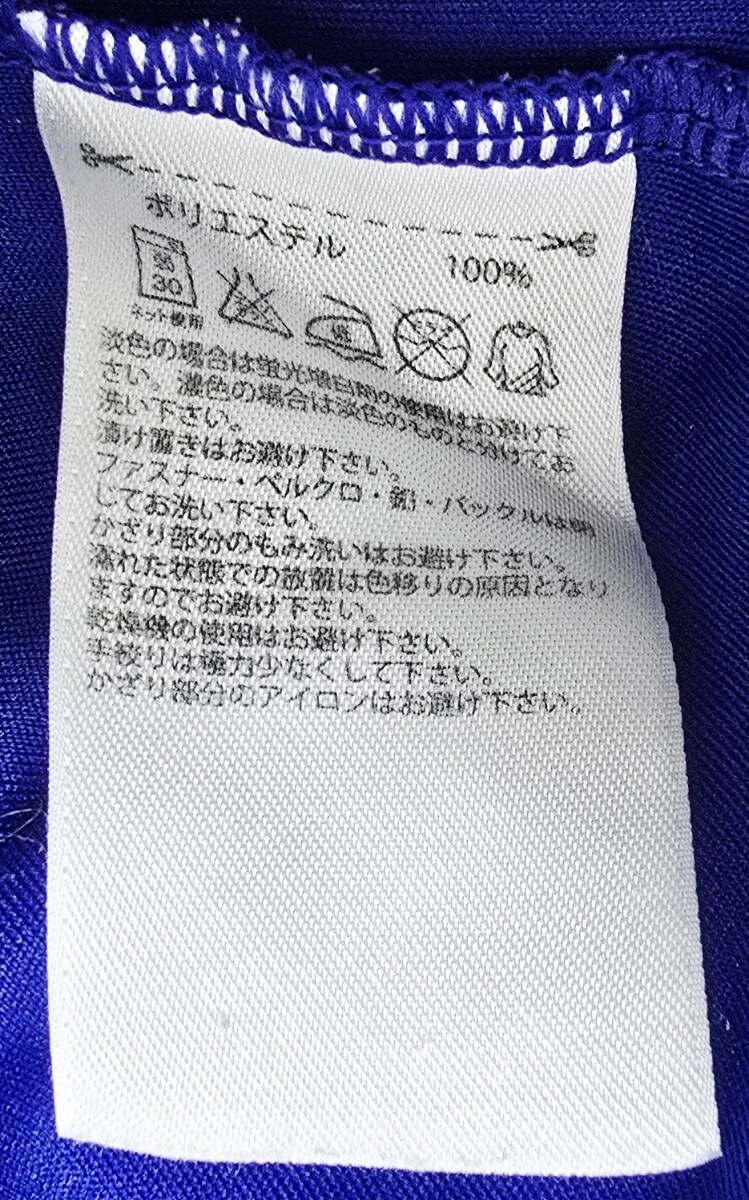 ポリエステル 100%
弱
30
ネット使用
淡色の場合は蛍光増白剤の使用はお避け下
さい。濃色の場合は淡色のものと分けてお
洗い下さい。
漬け置きはお避け下さい。
ファスナー・ベルクロ・釦・バックルは閉
じてお洗い下さい。
かざり部分のもみ洗いはお避け下さい。
濡れた状態での放置は色移りの原因となり
ますのでお避け下さい。
乾燥機の使用はお避け下さい。
手絞りは極力少なくして下さい。
かざり部分のアイロンはお避け下さい。